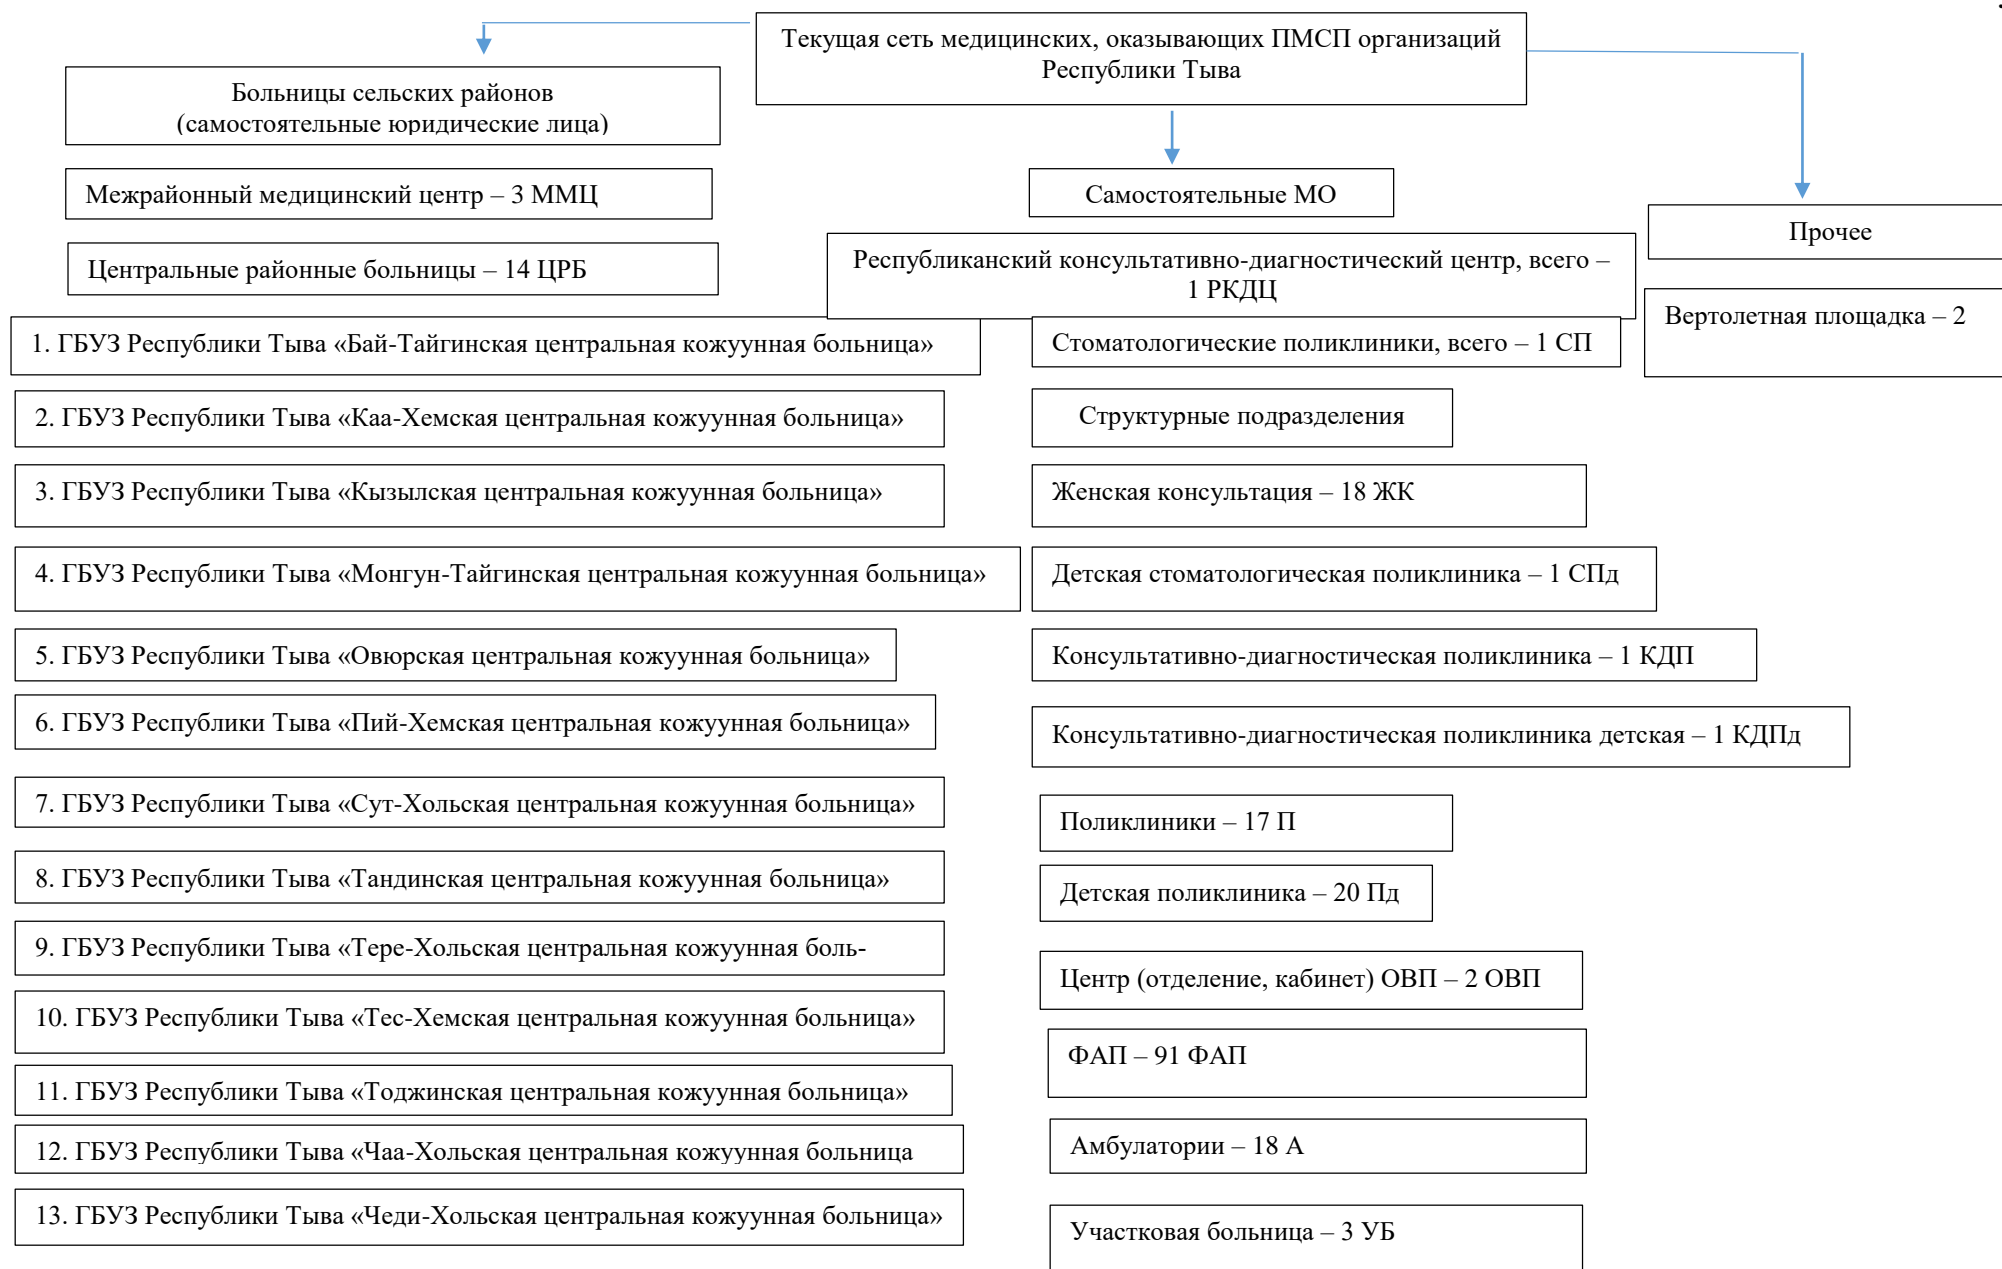 Текущая сеть медицинских, оказывающих ПМСП организаций
Республики Тыва
Больницы сельских районов
(самостоятельные юридические лица)
Межрайонный медицинский центр – 3 ММЦ
Центральные районные больницы – 14 ЦРБ
1. ГБУЗ Республики Тыва «Бай-Тайгинская центральная кожуунная больница»
2. ГБУЗ Республики Тыва «Каа-Хемская центральная кожуунная больница»
3. ГБУЗ Республики Тыва «Кызылская центральная кожуунная больница»
4. ГБУЗ Республики Тыва «Монгун-Тайгинская центральная кожуунная больница»
5. ГБУЗ Республики Тыва «Овюрская центральная кожуунная больница»
6. ГБУЗ Республики Тыва «Пий-Хемская центральная кожуунная больница»
7. ГБУЗ Республики Тыва «Сут-Хольская центральная кожуунная больница»
8. ГБУЗ Республики Тыва «Тандинская центральная кожуунная больница»
9. ГБУЗ Республики Тыва «Тере-Хольская центральная кожуунная боль-
10. ГБУЗ Республики Тыва «Тес-Хемская центральная кожуунная больница»
11. ГБУЗ Республики Тыва «Тоджинская центральная кожуунная больница»
12. ГБУЗ Республики Тыва «Чаа-Хольская центральная кожуунная больница
13. ГБУЗ Республики Тыва «Чеди-Хольская центральная кожуунная больница»
Самостоятельные МО
Республиканский консультативно-диагностический центр, всего –
1 РКДЦ
Стоматологические поликлиники, всего – 1 СП
Структурные подразделения
Женская консультация – 18 ЖК
Детская стоматологическая поликлиника – 1 СПд
Консультативно-диагностическая поликлиника – 1 КДП
Консультативно-диагностическая поликлиника детская – 1 КДПд
Поликлиники – 17 П
Детская поликлиника – 20 Пд
Центр (отделение, кабинет) ОВП – 2 ОВП
ФАП – 91 ФАП
Амбулатории – 18 А
Участковая больница – 3 УБ
Прочее
Вертолетная площадка – 2